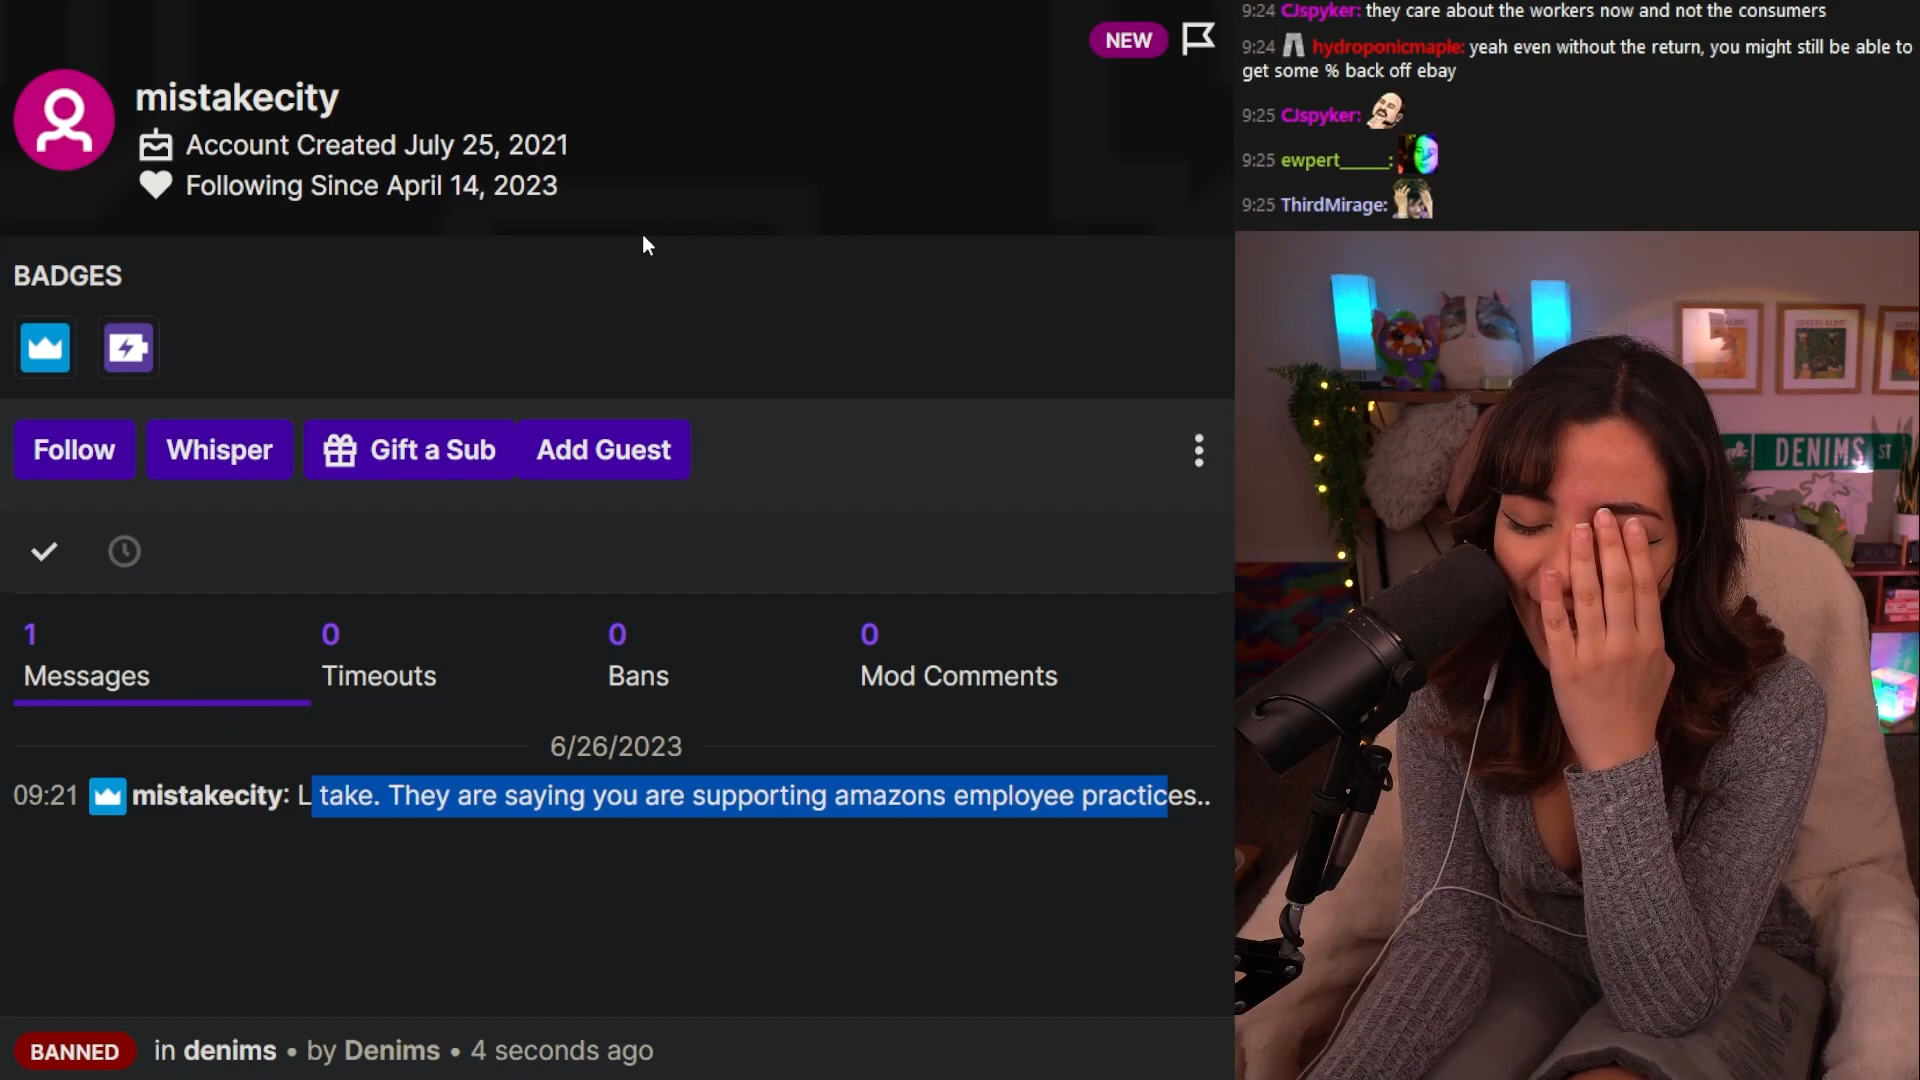 NEW
mistakecity
Account Created July 25, 2021
Following Since April 14, 2023
BADGES
Follow
Whisper
Gift a Sub
Add Guest
1
Messages
0
Timeouts
0
Bans
0
Mod Comments
6/26/2023
09:21 mistakecity: L take. They are saying you are supporting amazons employee practices..
BANNED in denims • by Denims • 4 seconds ago
9:24 CJspyker: they care about the workers now and not the consumers
9:24 hydroponicmaple: yeah even without the return, you might still be able to
get some % back off ebay
9:25 CJspyker:
9:25 ewpert_____:
9:25 ThirdMirage:
DENIMS ST